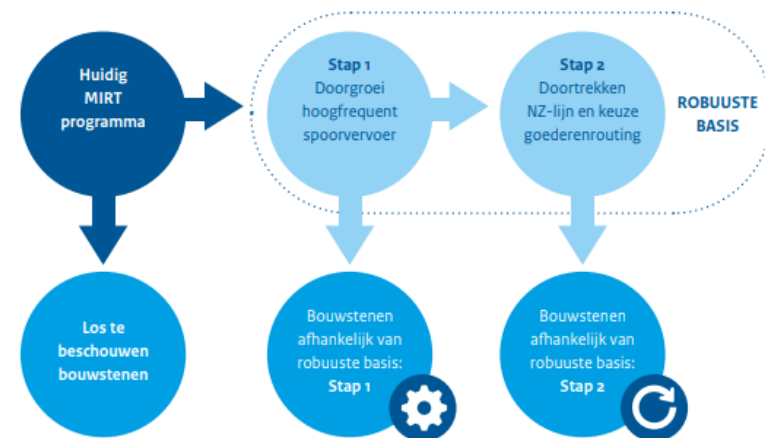 Huidig
MIRT
programma
Stap 1
Doorgroei
hoogfrequent
spoorvervoer
Stap 2
Doortrekken
NZ-lijn en keuze
goederenrouting
ROBUUSTE
BASIS
Los te
beschouwen
bouwstenen
Bouwstenen
afhankelijk van
robuuste basis:
Stap 1
Bouwstenen
afhankelijk van
robuuste basis:
Stap 2